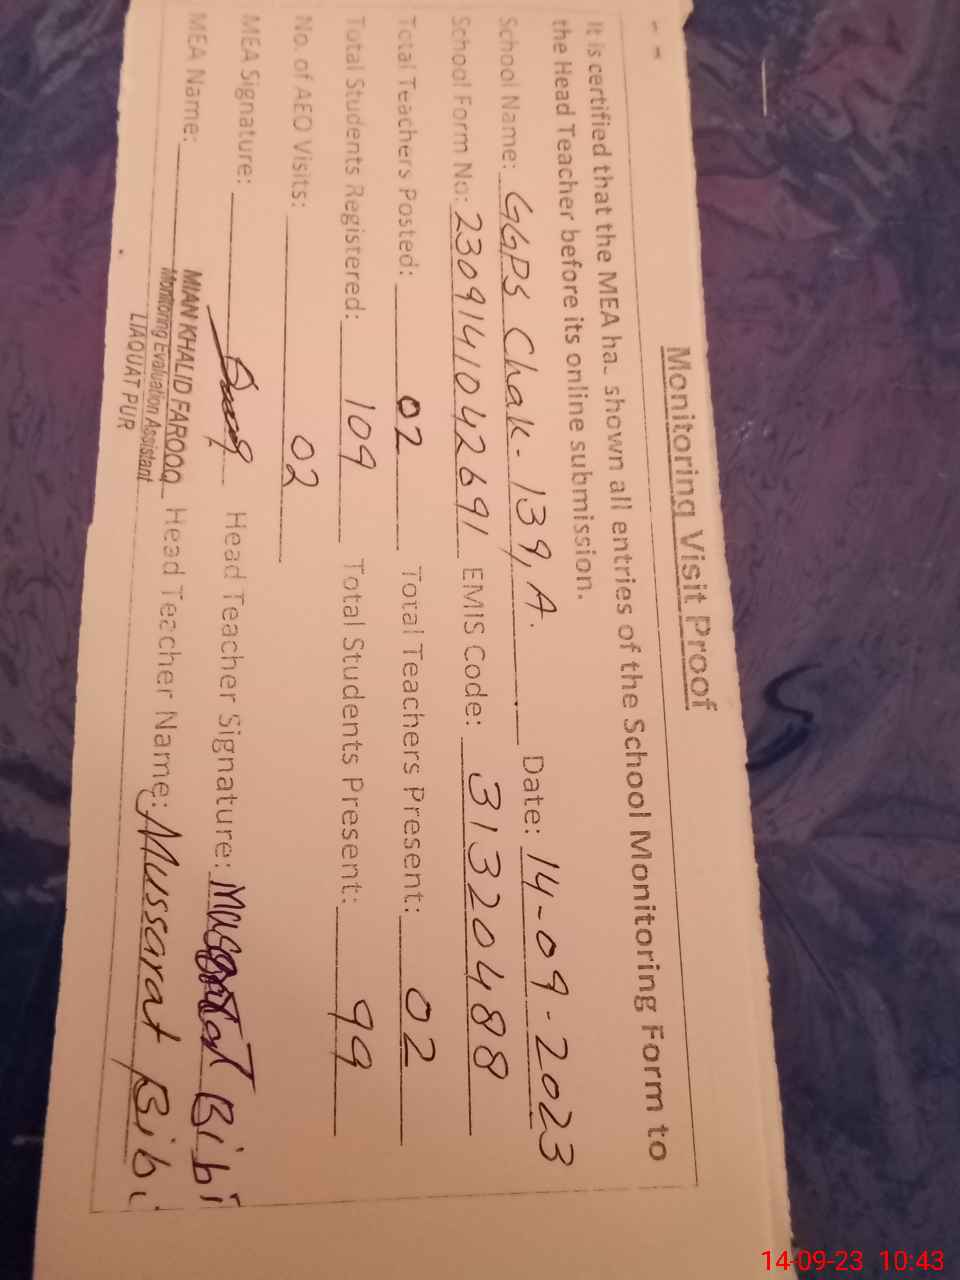 Monitoring Visit Proof
It is certified that the MEA ha. shown all entries of the School Monitoring Form to
the Head Teacher before its online submission.
School Name: GGPS Chak-139,A. Date: 14-09-2023
School Form No: 2309141042691 EMIS Code: 31320488
Total Teachers Posted: 02 Total Teachers Present: 02
Total Students Registered: 109 Total Students Present: 99
No. of AEO Visits: 02
MEA Signature: Head Teacher Signature: Mussarat Bibi
MEA Name: MIAN KHALID FAROOQ Head Teacher Name: Mussarat Bibi
Monitoring Evaluation Assistant
LIAQUAT PUR
14-09-23 10:43